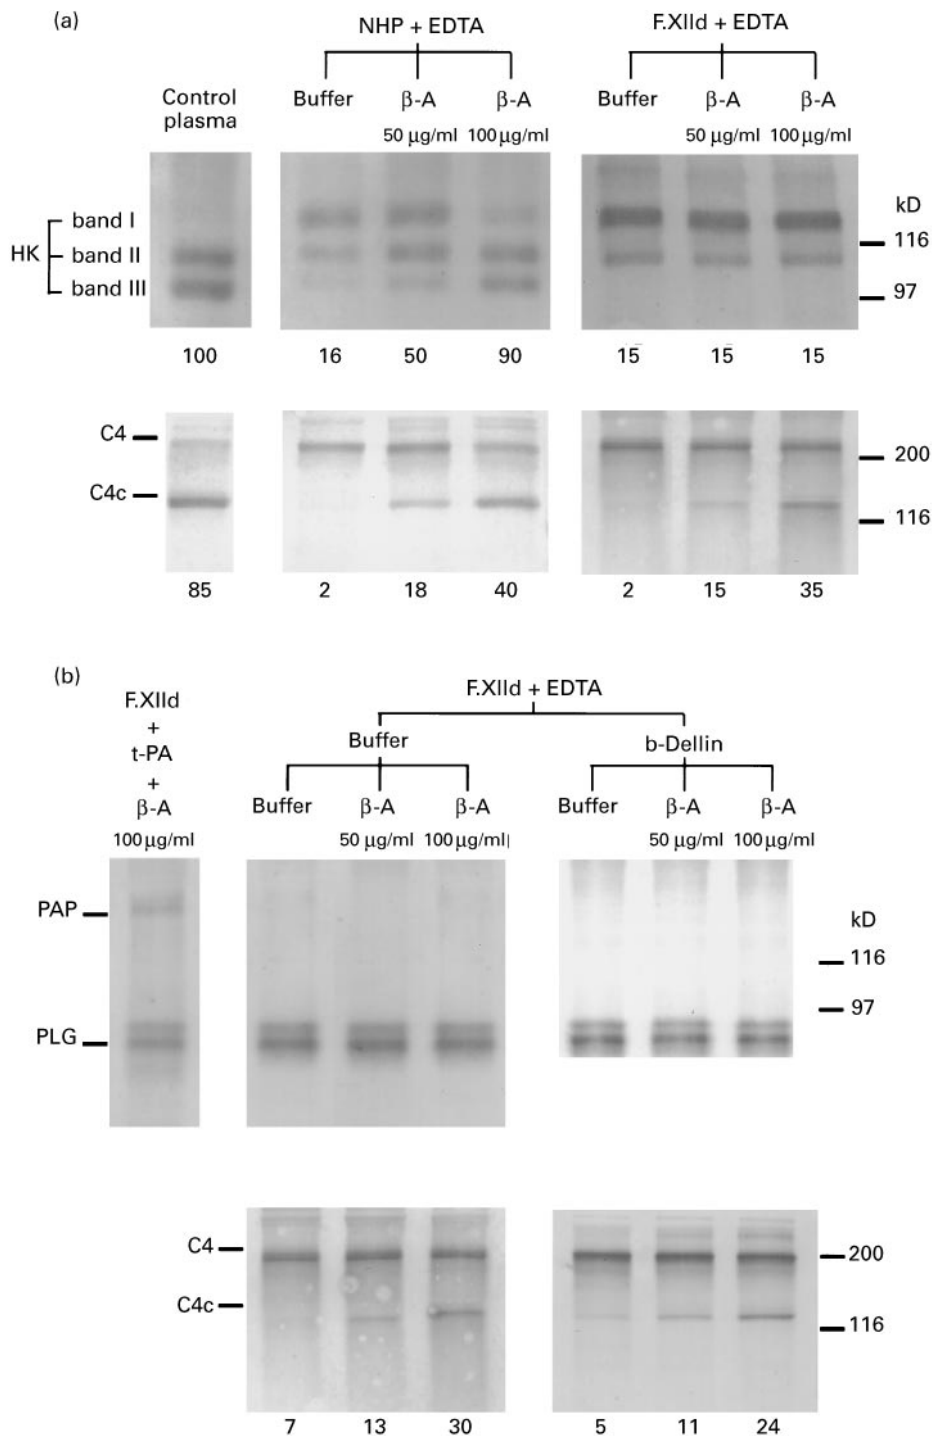 (a)
NHP + EDTA
F.XIId + EDTA
Control plasma
Buffer
β-A
50 μg/ml
β-A
100 μg/ml
Buffer
β-A
50 μg/ml
β-A
100 μg/ml
HK
band I
band II
band III
kD
116
97
100
16
50
90
15
15
15
C4
C4c
200
116
85
2
18
40
2
15
35
(b)
F.XIId
+
t-PA
+
β-A
100 μg/ml
F.XIId + EDTA
Buffer
b-Dellin
Buffer
β-A
50 μg/ml
β-A
100 μg/ml
Buffer
β-A
50 μg/ml
β-A
100 μg/ml
PAP
PLG
kD
116
97
C4
C4c
200
116
7
13
30
5
11
24